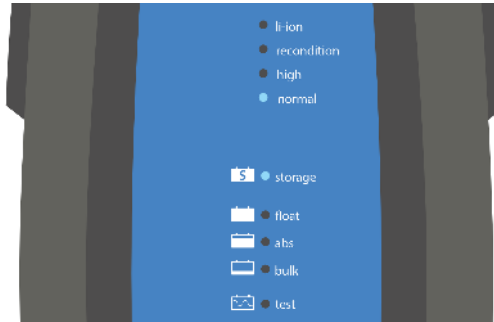 li-ion
recondition
high
normal
S storage
float
abs
bulk
test